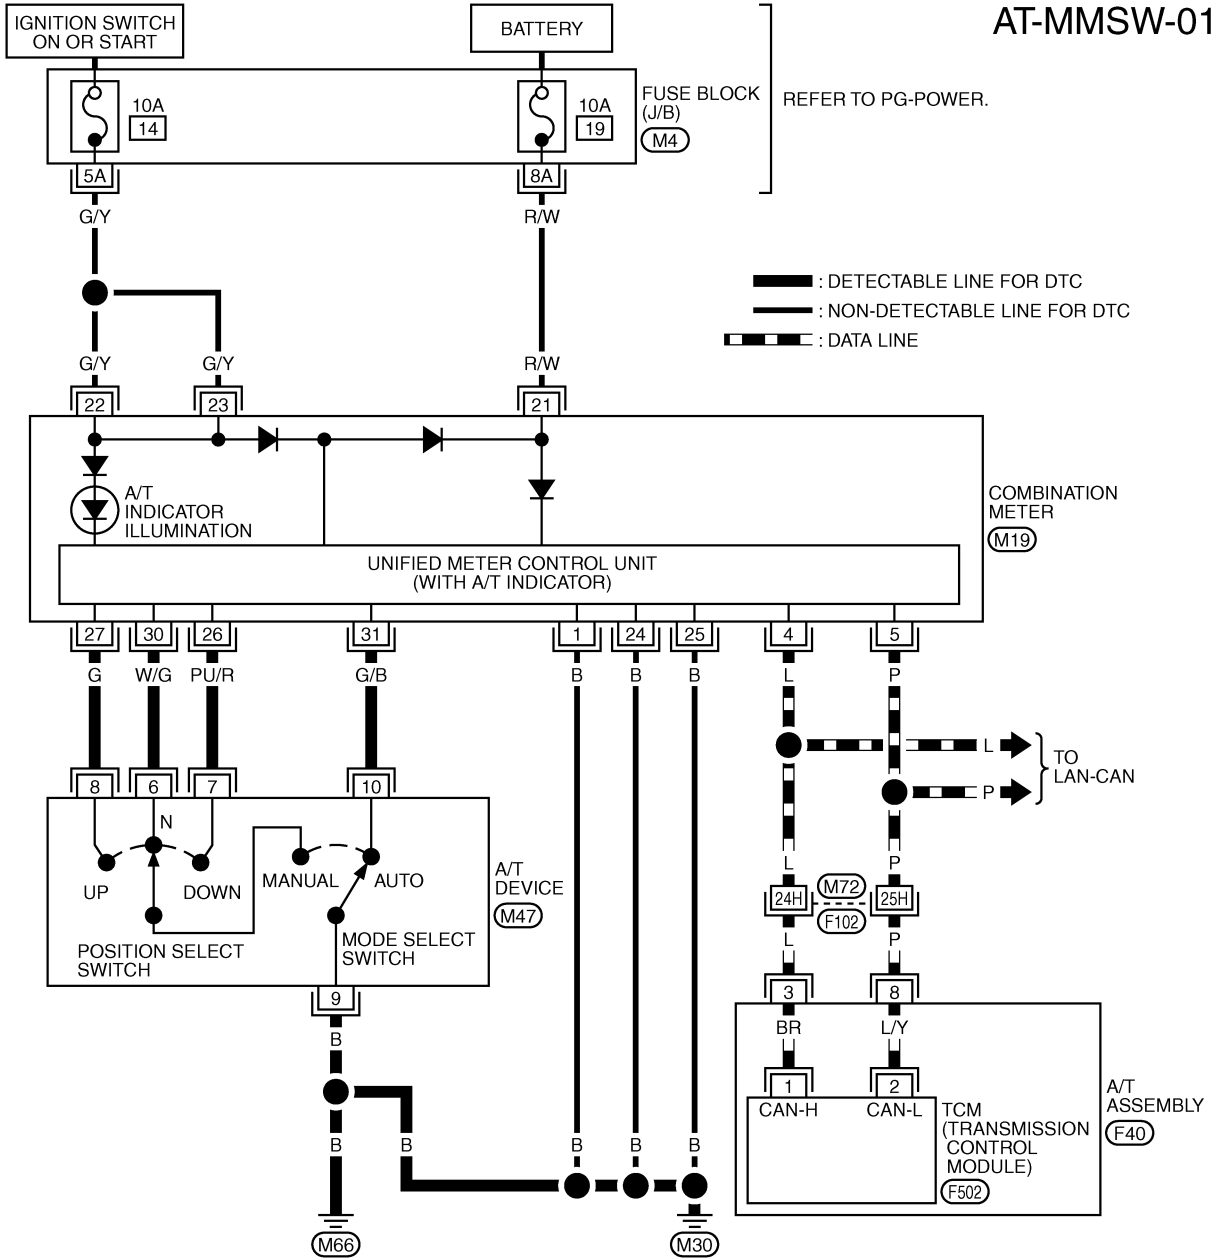 AT-MMSW-01
IGNITION SWITCH
ON OR START
BATTERY
10A
14
10A
19
FUSE BLOCK
(J/B)
M4
REFER TO PG-POWER.
5A
8A
G/Y
R/W
: DETECTABLE LINE FOR DTC
: NON-DETECTABLE LINE FOR DTC
: DATA LINE
G/Y
G/Y
R/W
22
23
21
A/T
INDICATOR
ILLUMINATION
COMBINATION
METER
M19
UNIFIED METER CONTROL UNIT
(WITH A/T INDICATOR)
27
30
26
31
1
24
25
4
5
G
W/G
PU/R
G/B
B
B
B
L
P
L
P
TO
LAN-CAN
8
6
7
10
N
UP
DOWN
MANUAL
AUTO
POSITION SELECT
SWITCH
MODE SELECT
SWITCH
A/T
DEVICE
M47
L
P
24H
M72
F102
25H
L
P
9
3
8
B
BR
L/Y
1
2
CAN-H
CAN-L
TCM
(TRANSMISSION
CONTROL
MODULE)
F502
A/T
ASSEMBLY
F40
B
B
B
B
B
M66
M30